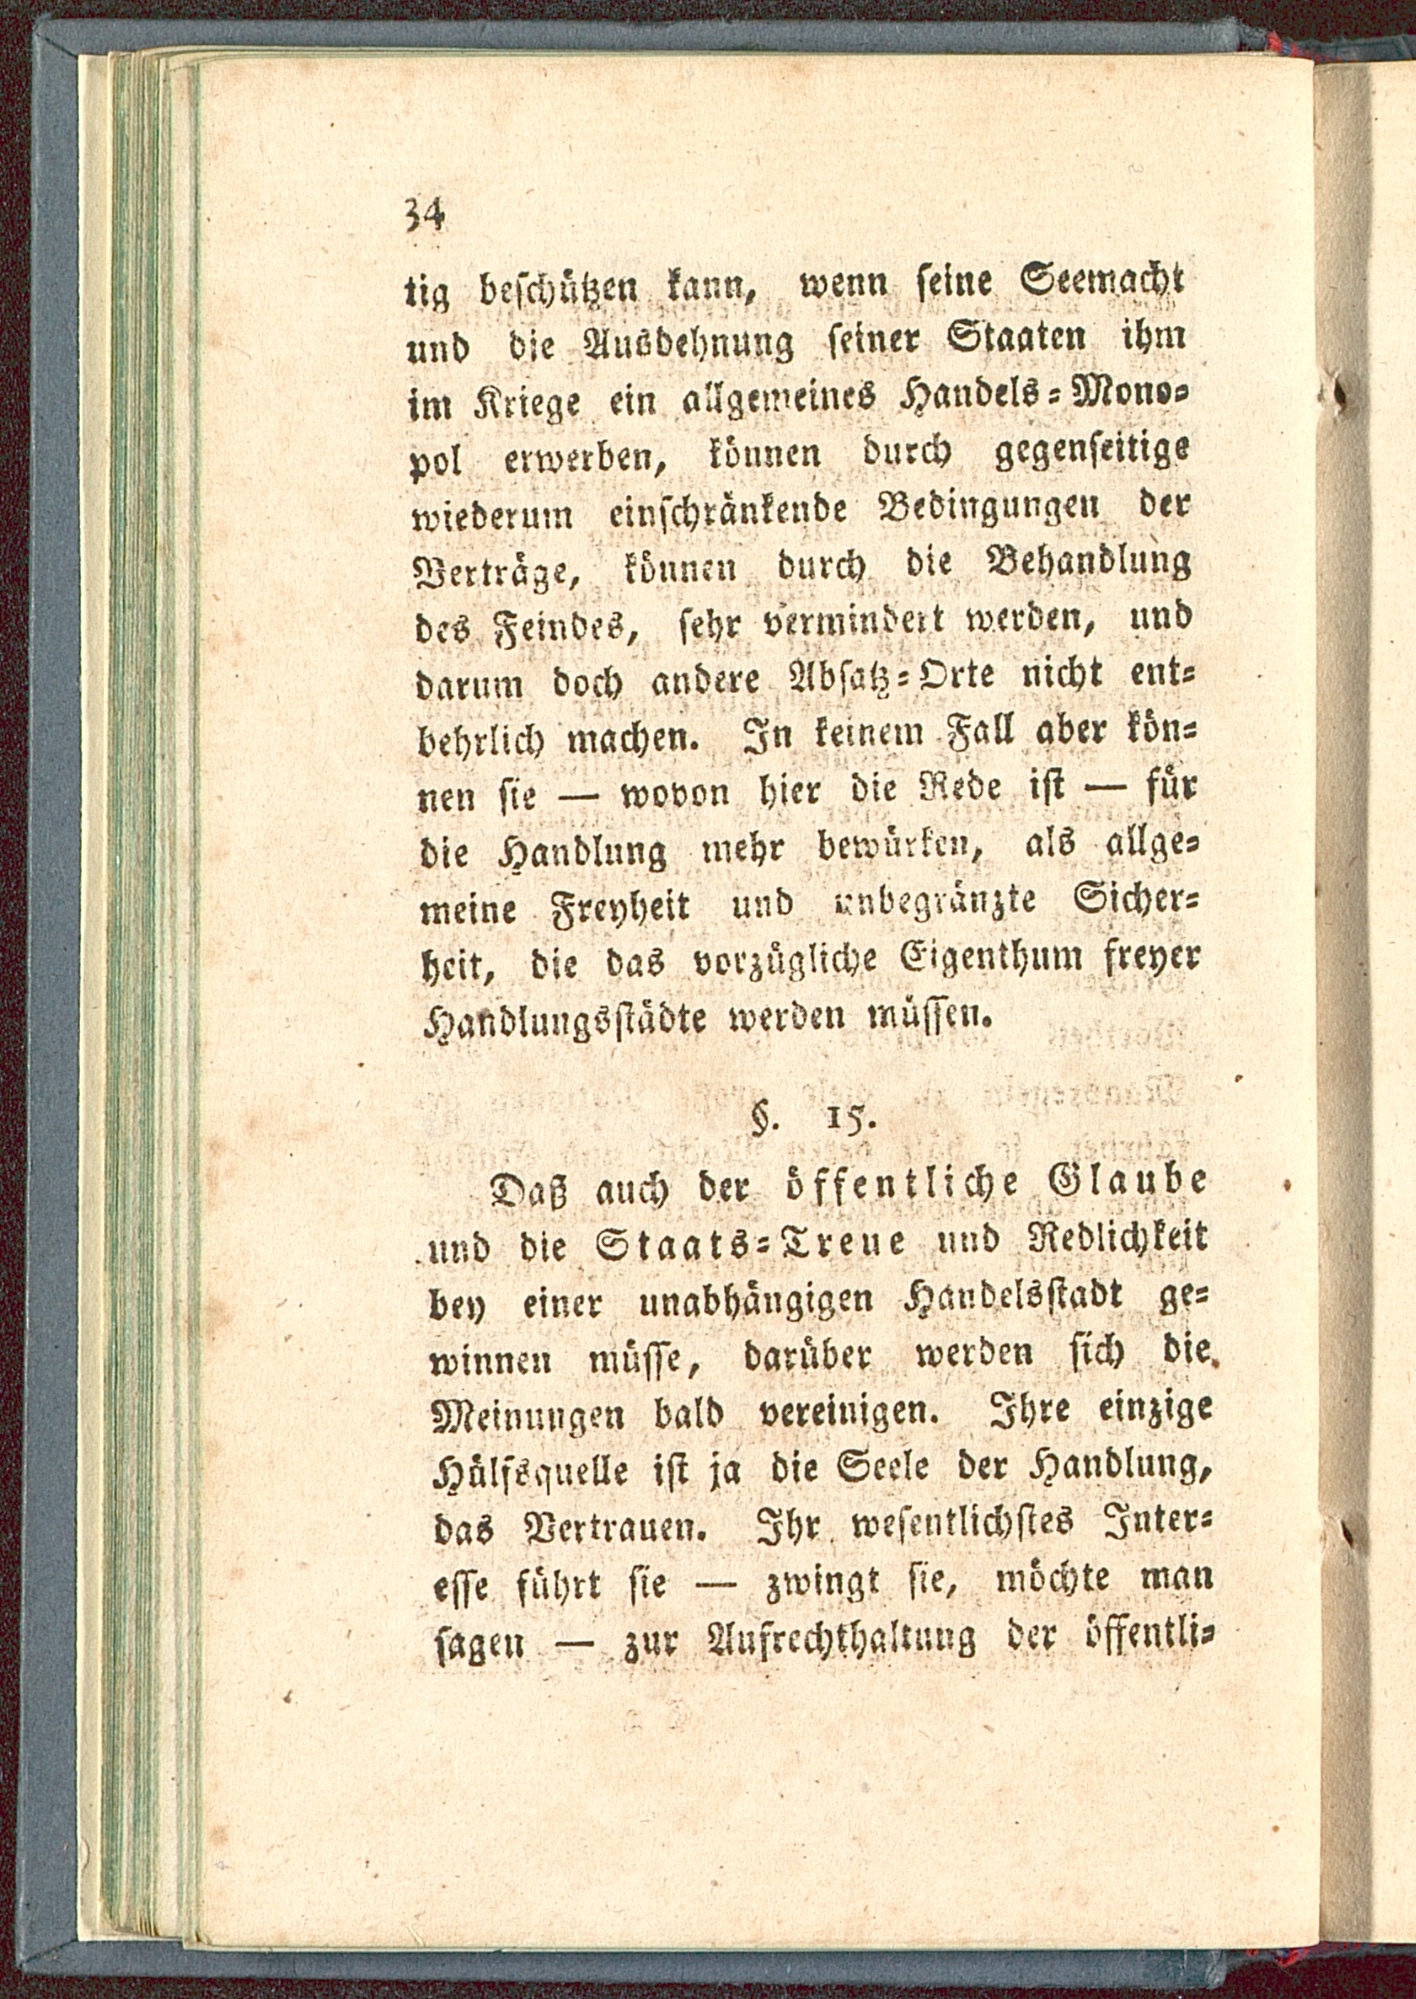 34
tig beschützen kann, wenn seine Seemacht
und die Ausdehnung seiner Staaten ihm
im Kriege ein allgemeines Handels-Mono-
pol erwerben, können durch gegenseitige
wiederum einschränkende Bedingungen der
Verträge, können durch die Behandlung
des Feindes, sehr vermindert werden, und
darum doch andere Absatz-Orte nicht ent-
behrlich machen. In keinem Fall aber kön-
nen sie — wovon hier die Rede ist — für
die Handlung mehr bewürken, als allge-
meine Freyheit und unbegränzte Sicher-
heit, die das vorzügliche Eigenthum freyer
Handlungsstädte werden müssen.
§. 15.
Daß auch der öffentliche Glaube
und die Staats-Treue und Redlichkeit
bey einer unabhängigen Handelsstadt ge-
winnen müsse, darüber werden sich die
Meinungen bald vereinigen. Ihre einzige
Hülfsquelle ist ja die Seele der Handlung,
das Vertrauen. Ihr wesentlichstes Inter-
esse führt sie — zwingt sie, möchte man
sagen — zur Aufrechthaltung der öffentli-